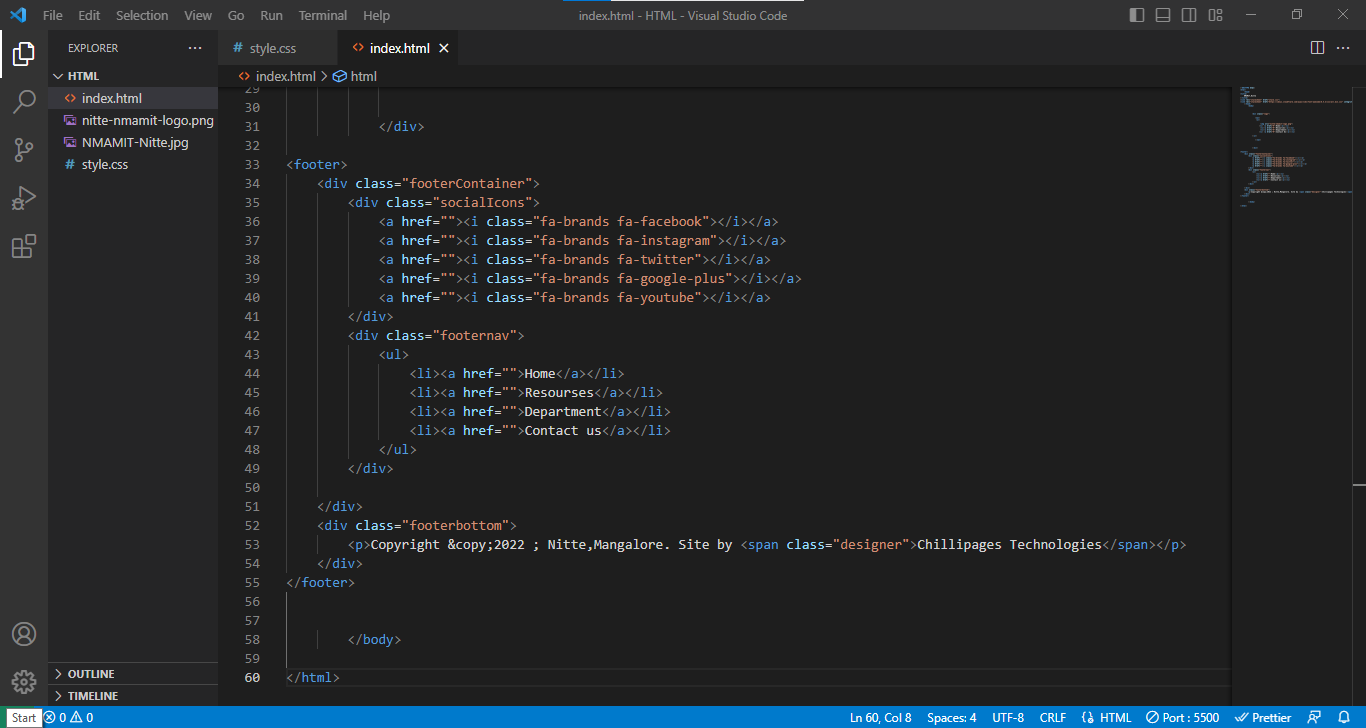 File Edit Selection View Go Run Terminal Help
index.html - HTML - Visual Studio Code
EXPLORER
style.css
index.html
HTML
index.html > html
index.html
nitte-nmamit-logo.png
NMAMIT-Nitte.jpg
style.css
29
30
31 </div>
32
33 <footer>
34 <div class="footerContainer">
35 <div class="socialIcons">
36 <a href=""><i class="fa-brands fa-facebook"></i></a>
37 <a href=""><i class="fa-brands fa-instagram"></i></a>
38 <a href=""><i class="fa-brands fa-twitter"></i></a>
39 <a href=""><i class="fa-brands fa-google-plus"></i></a>
40 <a href=""><i class="fa-brands fa-youtube"></i></a>
41 </div>
42 <div class="footernav">
43 <ul>
44 <li><a href="">Home</a></li>
45 <li><a href="">Resourses</a></li>
46 <li><a href="">Department</a></li>
47 <li><a href="">Contact us</a></li>
48 </ul>
49 </div>
50
51 </div>
52 <div class="footerbottom">
53 <p>Copyright &copy;2022 ; Nitte,Mangalore. Site by <span class="designer">Chillipages Technologies</span></p>
54 </div>
55 </footer>
56
57
58 </body>
59
60 </html>
OUTLINE
TIMELINE
Start
0 0
Ln 60, Col 8 Spaces: 4 UTF-8 CRLF HTML Port : 5500 Prettier